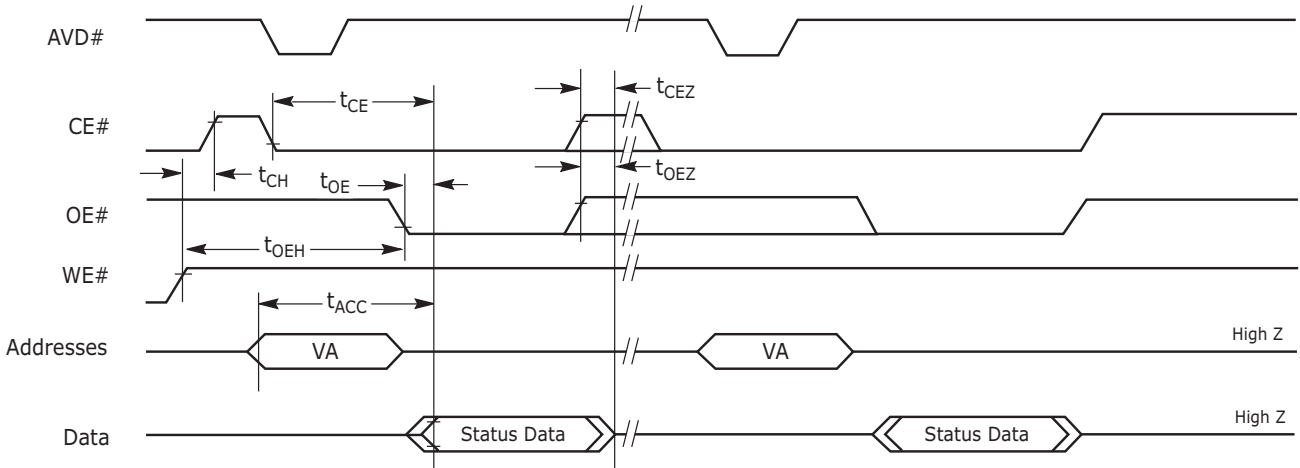 AVD#
tCEZ
tCE
CE#
tOEZ
tCH
tOE
OE#
tOEH
WE#
tACC
Addresses
VA
VA
High Z
Data
Status Data
Status Data
High Z